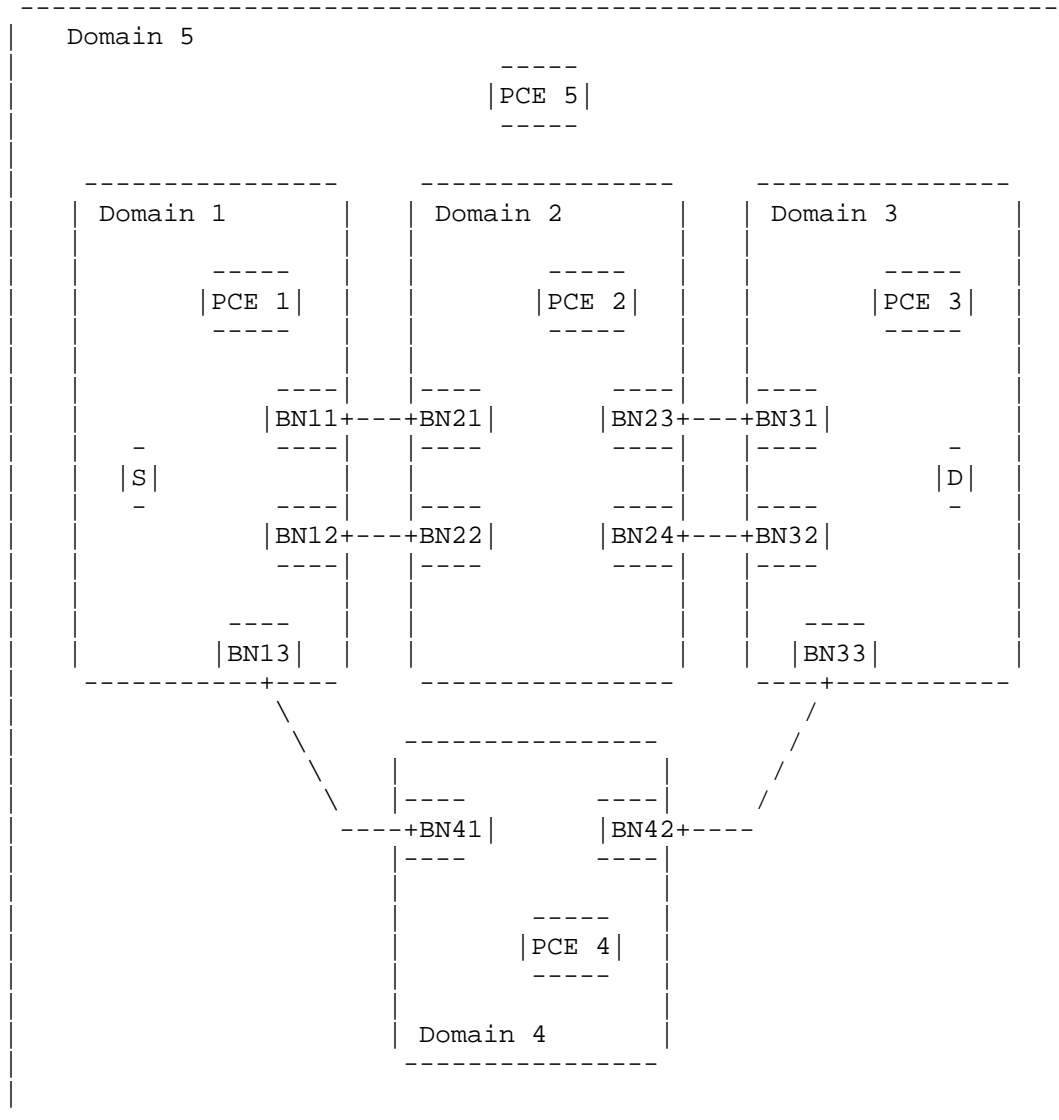 Domain 5
PCE 5
Domain 1 Domain 2 Domain 3
PCE 1 PCE 2 PCE 3
BN11 BN21 BN23 BN31
S D
BN12 BN22 BN24 BN32
BN13 BN33
BN41 BN42
PCE 4
Domain 4